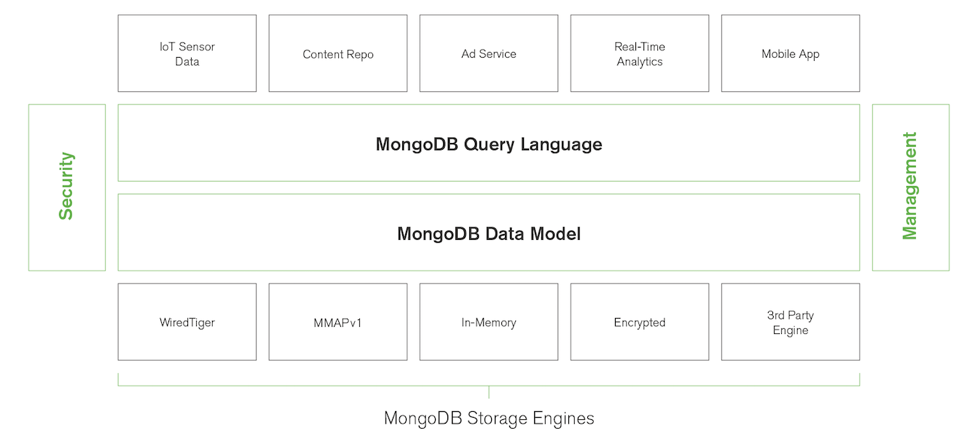 IoT Sensor
Data
Content Repo
Ad Service
Real-Time
Analytics
Mobile App
Security
MongoDB Query Language
Management
MongoDB Data Model
WiredTiger
MMAPv1
In-Memory
Encrypted
3rd Party
Engine
MongoDB Storage Engines